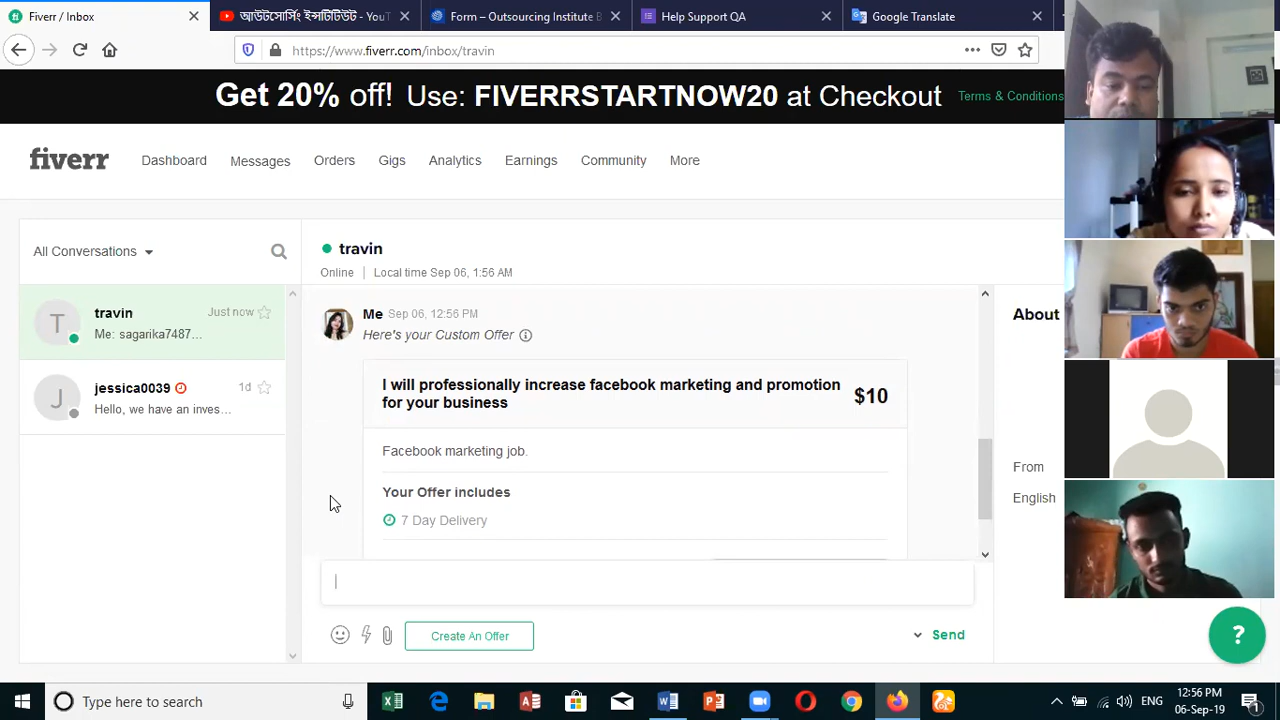 Fiverr / Inbox
আউটসোর্সিং ইন্সটিটিউট - YouT
Form – Outsourcing Institute B
Help Support QA
Google Translate
https://www.fiverr.com/inbox/travin
Get 20% off! Use: FIVERRSTARTNOW20 at Checkout
Terms & Conditions
fiverr
Dashboard
Messages
Orders
Gigs
Analytics
Earnings
Community
More
All Conversations
travin
Online
Local time Sep 06, 1:56 AM
T
travin
Just now
Me: sagarika7487...
J
jessica0039
1d
Hello, we have an inves...
Me Sep 06, 12:56 PM
Here's your Custom Offer
I will professionally increase facebook marketing and promotion
for your business
$10
Facebook marketing job.
Your Offer includes
7 Day Delivery
About
From
English
Create An Offer
Send
?
Type here to search
ENG
12:56 PM
06-Sep-19
1